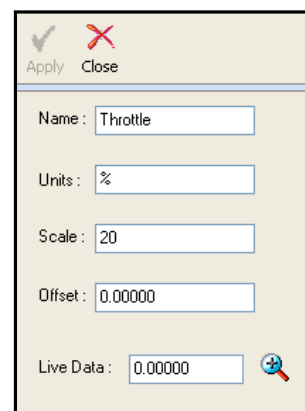 Apply Close
Name : Throttle
Units : %
Scale : 20
Offset : 0.00000
Live Data : 0.00000